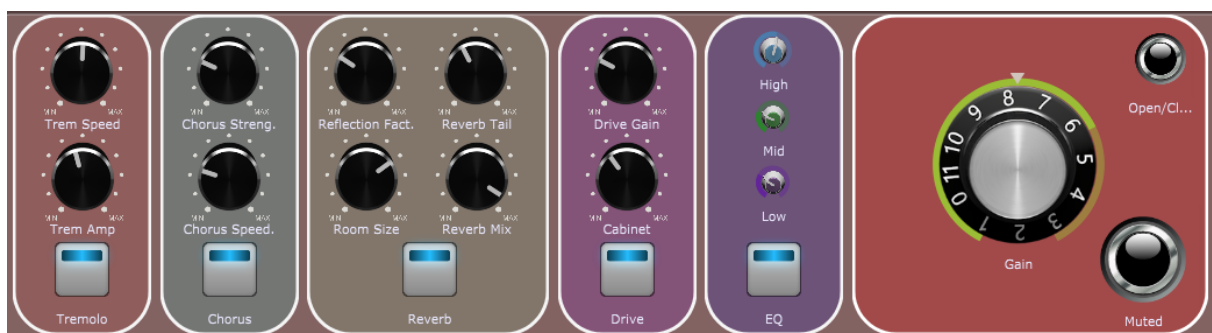 MIN MAX
Trem Speed
MIN MAX
Trem Amp
Tremolo
MIN MAX
Chorus Streng.
MIN MAX
Chorus Speed.
Chorus
MIN MAX MIN MAX
Reflection Fact. Reverb Tail
MIN MAX MIN MAX
Room Size Reverb Mix
Reverb
MIN MAX
Drive Gain
MIN MAX
Cabinet
Drive
High
Mid
Low
EQ
0 11 10 9 8 7 6 5 4 3 2 1
Gain
Open/Cl...
Muted